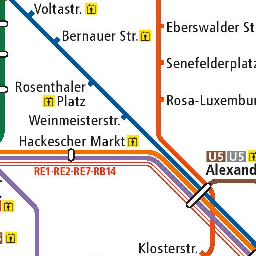 Voltastr.
Bernauer Str.
Eberswalder St
Senefelderplatz
Rosenthaler
Platz
Rosa-Luxembu
Weinmeisterstr.
Hackescher Markt
U5 U5
Alexand
RE1·RE2·RE7·RB14
Klosterstr.